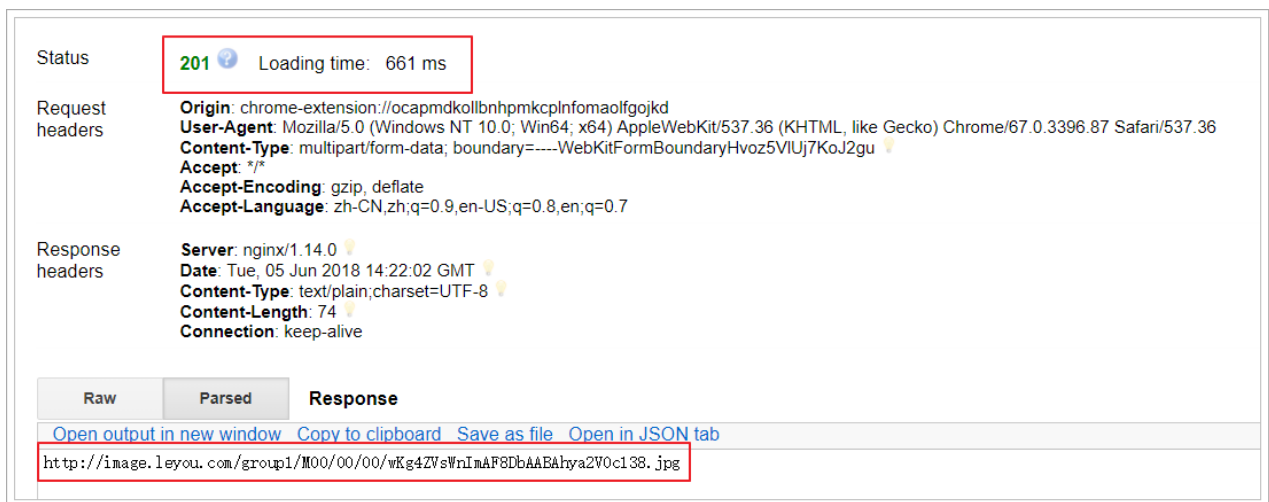 Status 201 Loading time: 661 ms
Request headers
Origin: chrome-extension://ocapmdkollbnhpmkcplnfomaolfgojkd
User-Agent: Mozilla/5.0 (Windows NT 10.0; Win64; x64) AppleWebKit/537.36 (KHTML, like Gecko) Chrome/67.0.3396.87 Safari/537.36
Content-Type: multipart/form-data; boundary=----WebKitFormBoundaryHvoz5VlUj7KoJ2gu
Accept: */*
Accept-Encoding: gzip, deflate
Accept-Language: zh-CN,zh;q=0.9,en-US;q=0.8,en;q=0.7
Response headers
Server: nginx/1.14.0
Date: Tue, 05 Jun 2018 14:22:02 GMT
Content-Type: text/plain;charset=UTF-8
Content-Length: 74
Connection: keep-alive
Raw Parsed Response
Open output in new window Copy to clipboard Save as file Open in JSON tab
http://image.leyou.com/group1/M00/00/00/wKg4ZVsWnImAF8DbAABAhya2V0c138.jpg